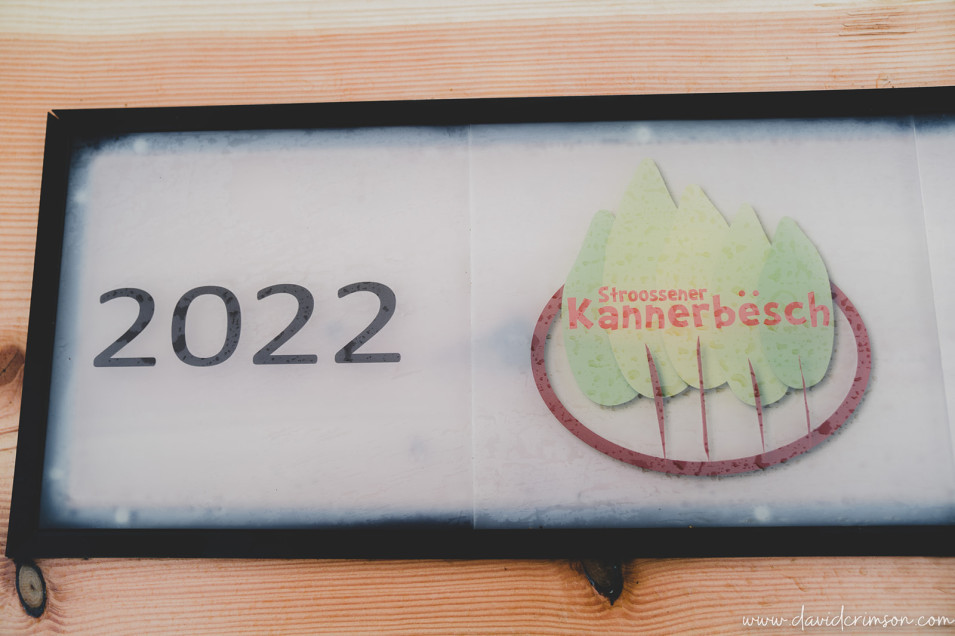 2022
Stroossener
Kannerbësch
www.davidcrimson.com